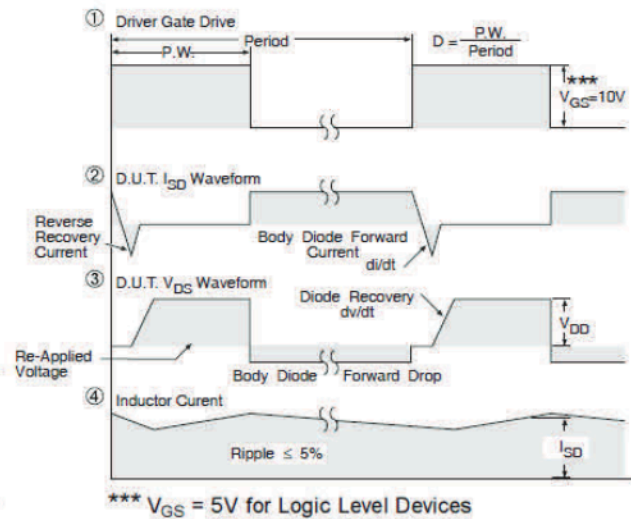 ① Driver Gate Drive
Period
P.W.
D = P.W. / Period
***
VGS=10V
② D.U.T. ISD Waveform
Reverse
Recovery
Current
Body Diode Forward
Current
di/dt
③ D.U.T. VDS Waveform
Diode Recovery
dv/dt
VDD
Re-Applied
Voltage
Body Diode Forward Drop
④ Inductor Curent
Ripple ≤ 5%
ISD
*** VGS = 5V for Logic Level Devices